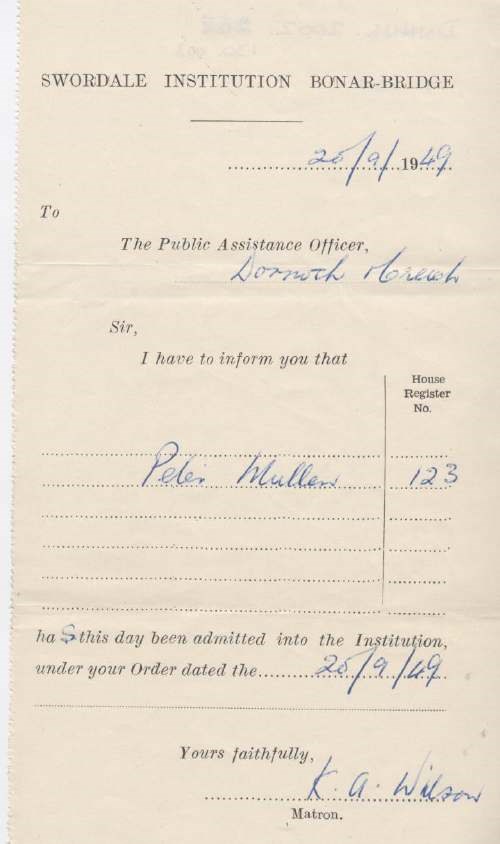 SWORDALE INSTITUTION BONAR-BRIDGE
20/9/1949
To
The Public Assistance Officer,
Dornoch & Creich
Sir,
I have to inform you that
House
Register
No.
Peter Mullen 123
has this day been admitted into the Institution,
under your Order dated the 20/9/49
Yours faithfully,
K. A. Wilson
Matron.